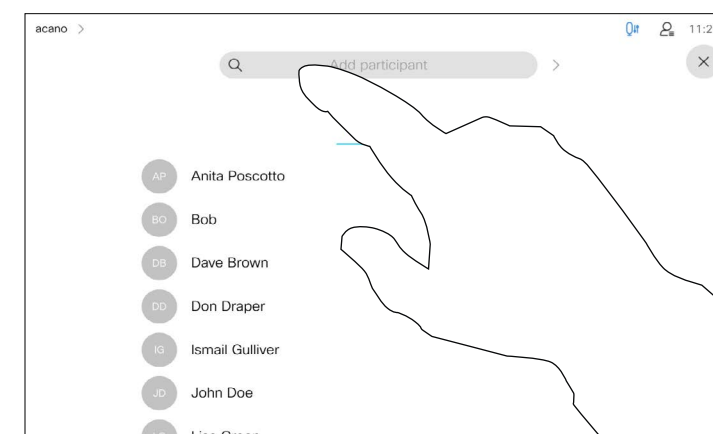 acano >
11:2
Add participant >
AP Anita Poscotto
BO Bob
DB Dave Brown
DD Don Draper
IG Ismail Gulliver
JD John Doe